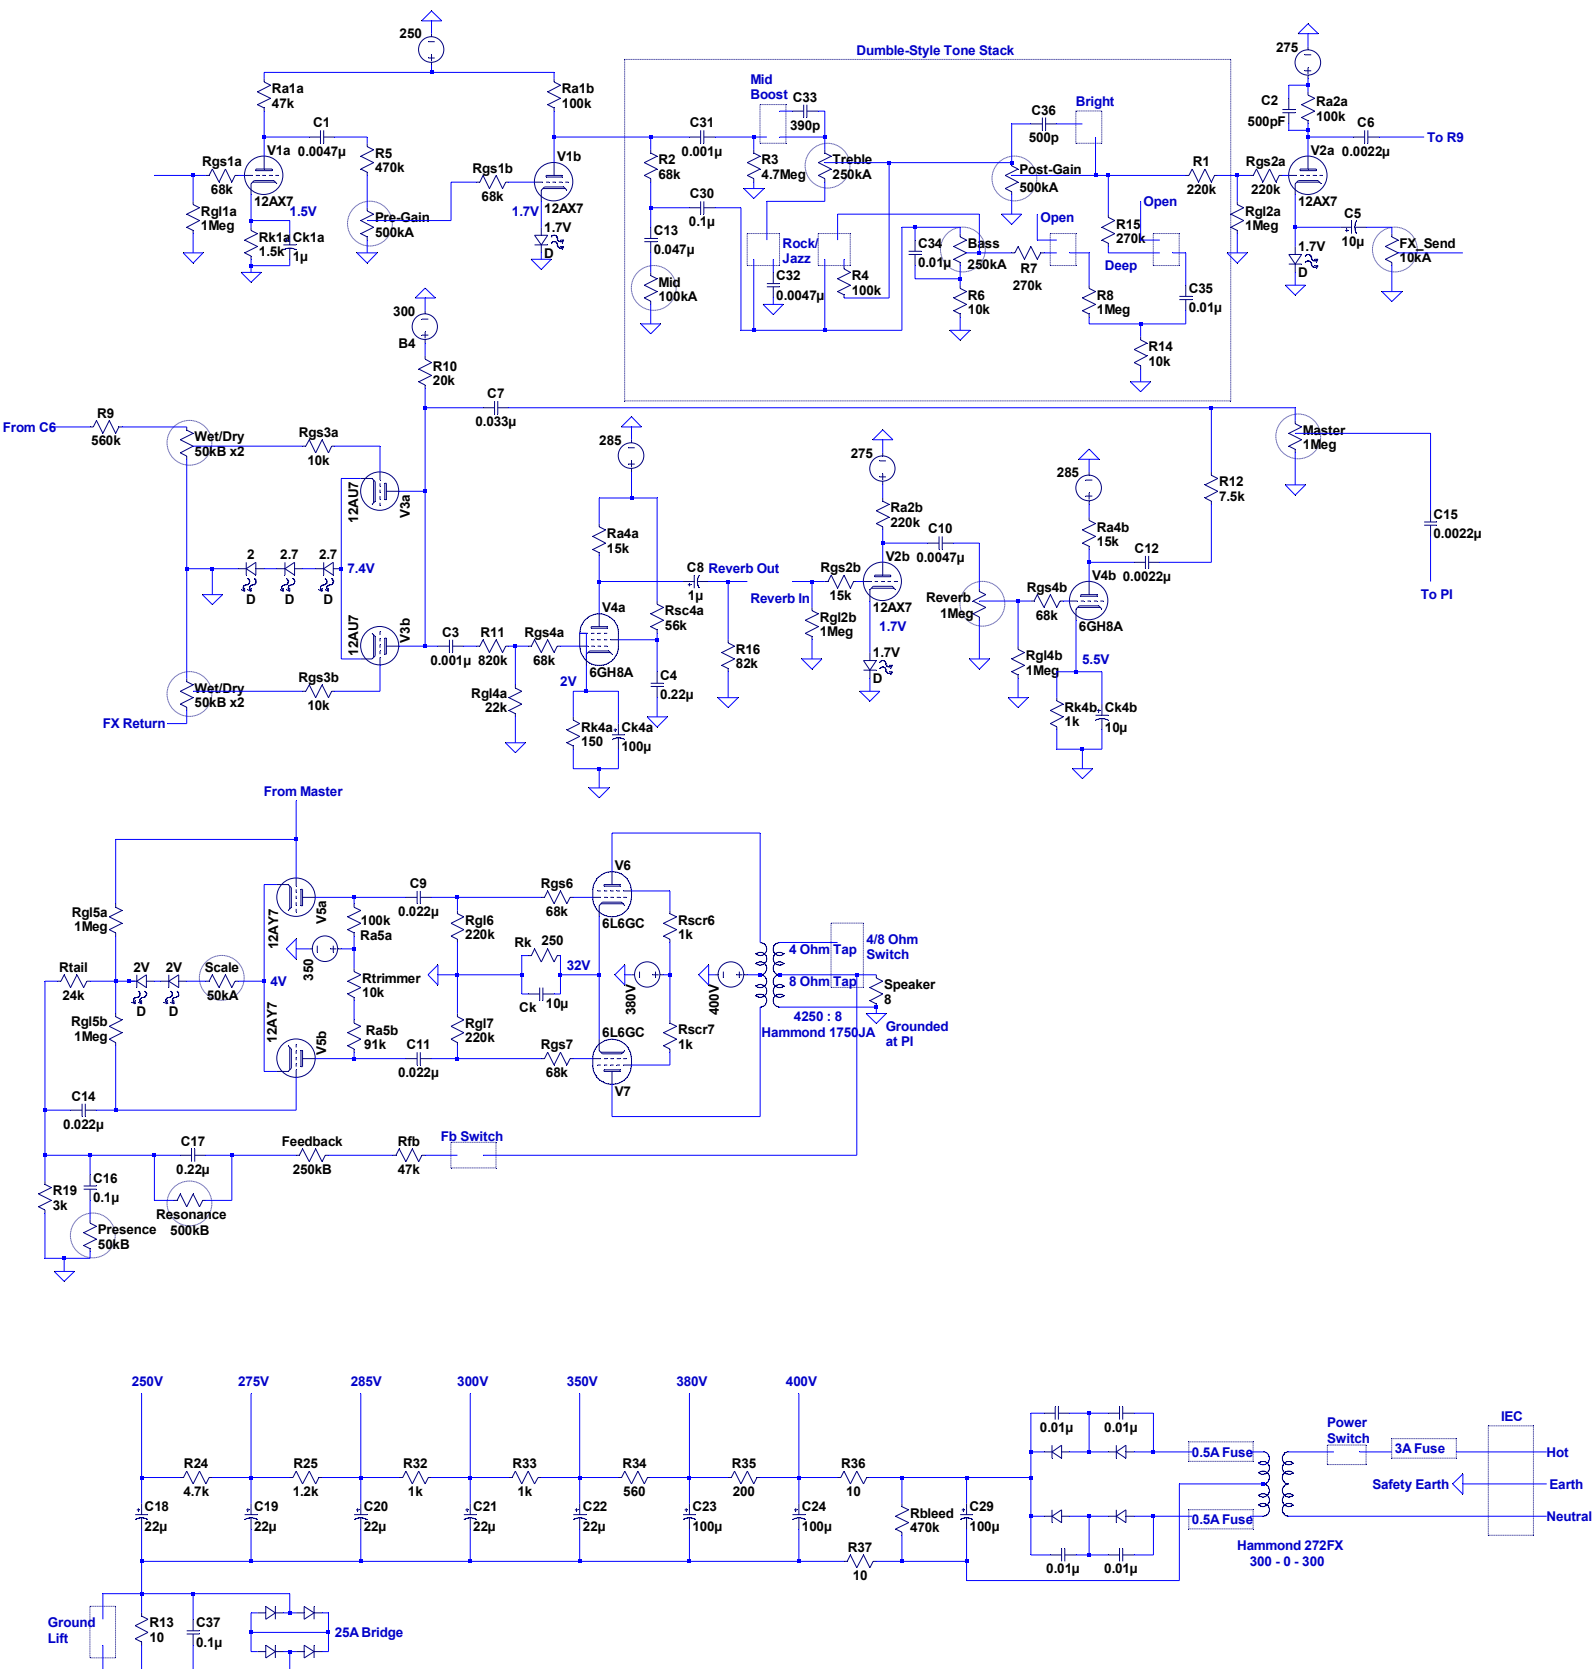 250
Ra1a
47k
Ra1b
100k
C1
0.0047µ
V1a
R5
470k
Rgs1a
68k
12AX7
1.5V
Rgl1a
1Meg
Rk1a
1.5k
Ck1a
1µ
Pre-Gain
500kA
Rgs1b
68k
V1b
12AX7
1.7V
1.7V
D
Dumble-Style Tone Stack
Mid
Boost
C33
390p
C31
0.001µ
R2
68k
R3
4.7Meg
Treble
250kA
C36
500p
Bright
Post-Gain
500kA
C30
0.1µ
C13
0.047µ
Mid
100kA
Rock/
Jazz
C32
0.0047µ
R4
100k
C34
0.01µ
Bass
250kA
R6
10k
R7
270k
Open
R8
1Meg
R15
270k
Open
Deep
C35
0.01µ
R14
10k
R1
220k
275
C2
500pF
Ra2a
100k
C6
0.0022µ
To R9
V2a
Rgs2a
220k
12AX7
Rgl2a
1Meg
1.7V
D
C5
10µ
FX_Send
10kA
300
B4
R10
20k
C7
0.033µ
From C6
R9
560k
Wet/Dry
50kB x2
Rgs3a
10k
12AU7
V3a
2
D
2.7
D
2.7
D
7.4V
12AU7
V3b
Wet/Dry
50kB x2
Rgs3b
10k
FX Return
C3
0.001µ
R11
820k
Rgl4a
22k
Rgs4a
68k
285
Ra4a
15k
V4a
6GH8A
2V
Rk4a
150
Ck4a
100µ
Rsc4a
56k
C4
0.22µ
C8
1µ
Reverb Out
R16
82k
Reverb In
Rgl2b
1Meg
Rgs2b
15k
275
Ra2b
220k
V2b
12AX7
1.7V
1.7V
D
C10
0.0047µ
Reverb
1Meg
Rgl4b
1Meg
Rgs4b
68k
285
Ra4b
15k
V4b
6GH8A
5.5V
Rk4b
1k
Ck4b
10µ
C12
0.0022µ
R12
7.5k
Master
1Meg
C15
0.0022µ
To PI
From Master
Rgl5a
1Meg
12AY7
V5a
Rtail
24k
2V
D
2V
D
Scale
50kA
4V
Rgl5b
1Meg
12AY7
V5b
C14
0.022µ
100k
Ra5a
350
Rtrimmer
10k
Ra5b
91k
C9
0.022µ
C11
0.022µ
Rgl6
220k
Rgl7
220k
Rk
250
Ck
10µ
32V
Rgs6
68k
Rgs7
68k
V6
6L6GC
6L6GC
V7
Rscr6
1k
380V
Rscr7
1k
400V
4 Ohm Tap
8 Ohm Tap
4/8 Ohm
Switch
Speaker
8
4250 : 8
Hammond 1750JA
Grounded
at PI
Fb Switch
Rfb
47k
Feedback
250kB
C17
0.22µ
Resonance
500kB
C16
0.1µ
Presence
50kB
R19
3k
250V
275V
285V
300V
350V
380V
400V
R24
4.7k
R25
1.2k
R32
1k
R33
1k
R34
560
R35
200
R36
10
C18
22µ
C19
22µ
C20
22µ
C21
22µ
C22
22µ
C23
100µ
C24
100µ
Rbleed
470k
C29
100µ
R37
10
0.01µ
0.01µ
0.01µ
0.01µ
0.5A Fuse
0.5A Fuse
Hammond 272FX
300 - 0 - 300
Power
Switch
3A Fuse
IEC
Hot
Safety Earth
Earth
Neutral
Ground
Lift
R13
10
C37
0.1µ
25A Bridge